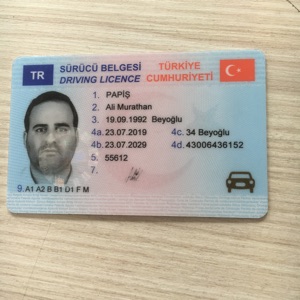 TR SÜRÜCÜ BELGESİ TÜRKİYE
DRIVING LICENCE CUMHURİYETİ
1. PAPİŞ
2. Ali Murathan
3. 19.09.1992 Beyoğlu
4a. 23.07.2019 4c. 34 Beyoğlu
4b. 23.07.2029 4d. 43006436152
5. 55612
7.
9. A1 A2 B B1 D1 F M